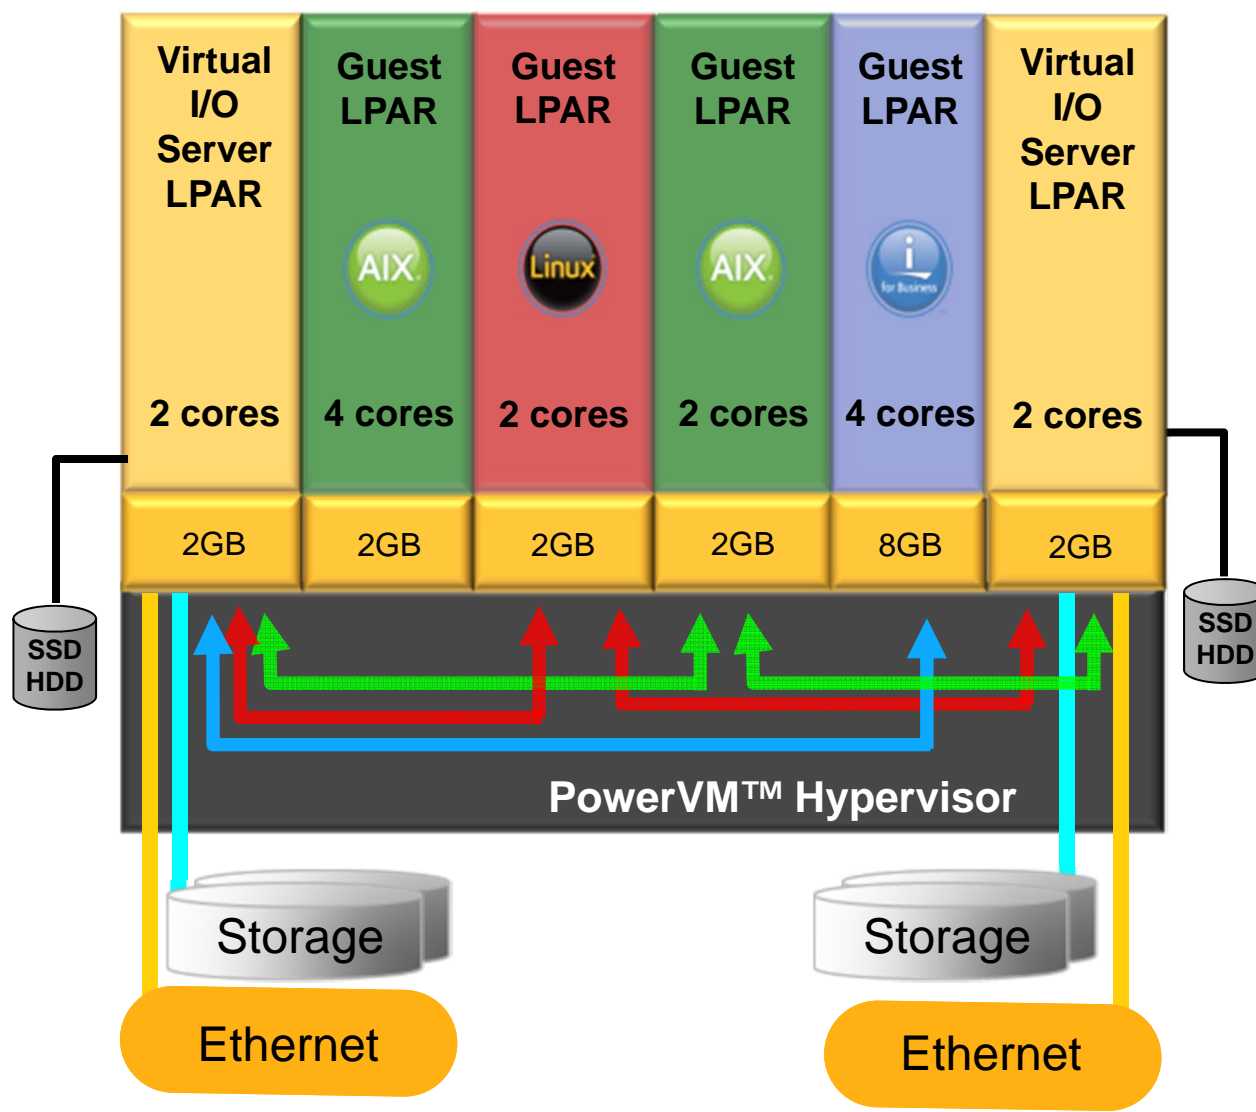 Virtual
I/O
Server
LPAR
2 cores
2GB
Guest
LPAR
AIX®
4 cores
2GB
Guest
LPAR
Linux
2 cores
2GB
Guest
LPAR
AIX®
2 cores
2GB
Guest
LPAR
i
for Business
4 cores
8GB
Virtual
I/O
Server
LPAR
2 cores
2GB
SSD
HDD
SSD
HDD
PowerVM™ Hypervisor
Storage
Storage
Ethernet
Ethernet